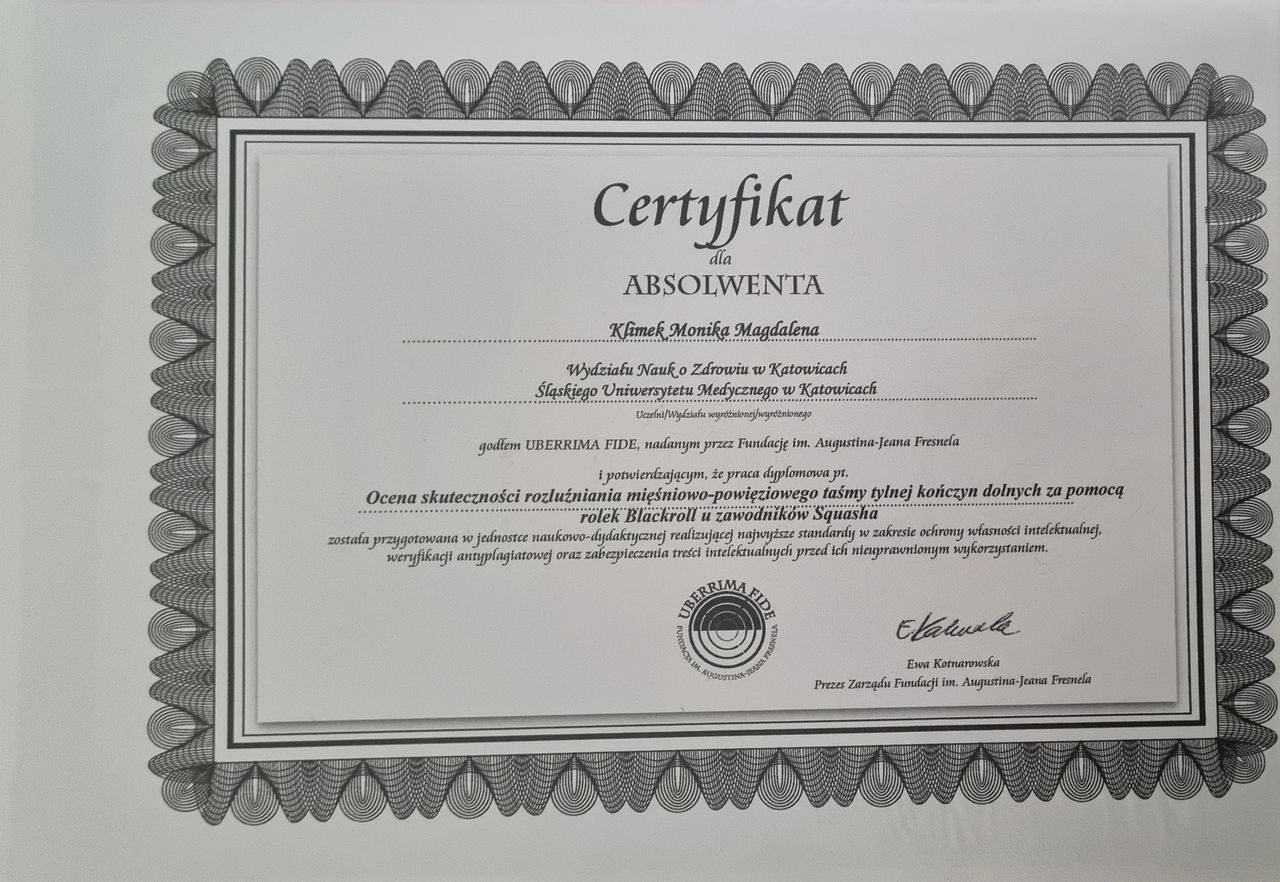 Certyfikat
dla
ABSOLWENTA
Klimek Monika Magdalena
Wydziału Nauk o Zdrowiu w Katowicach
Śląskiego Uniwersytetu Medycznego w Katowicach
Uczelni/Wydziału wyróżnionej/wyróżnionego
godłem UBERRIMA FIDE, nadanym przez Fundację im. Augustina-Jeana Fresnela
i potwierdzającym, że praca dyplomowa pt.
Ocena skuteczności rozluźniania mięśniowo-powięziowego taśmy tylnej kończyn dolnych za pomocą
rolek Blackroll u zawodników Squasha
została przygotowana w jednostce naukowo-dydaktycznej realizującej najwyższe standardy w zakresie ochrony własności intelektualnej,
weryfikacji antyplagiatowej oraz zabezpieczenia treści intelektualnych przed ich nieuprawnionym wykorzystaniem.
UBERRIMA FIDE
FUNDACJA IM. AUGUSTINA-JEANA FRESNELA
Ewa Kotnarowska
Prezes Zarządu Fundacji im. Augustina-Jeana Fresnela